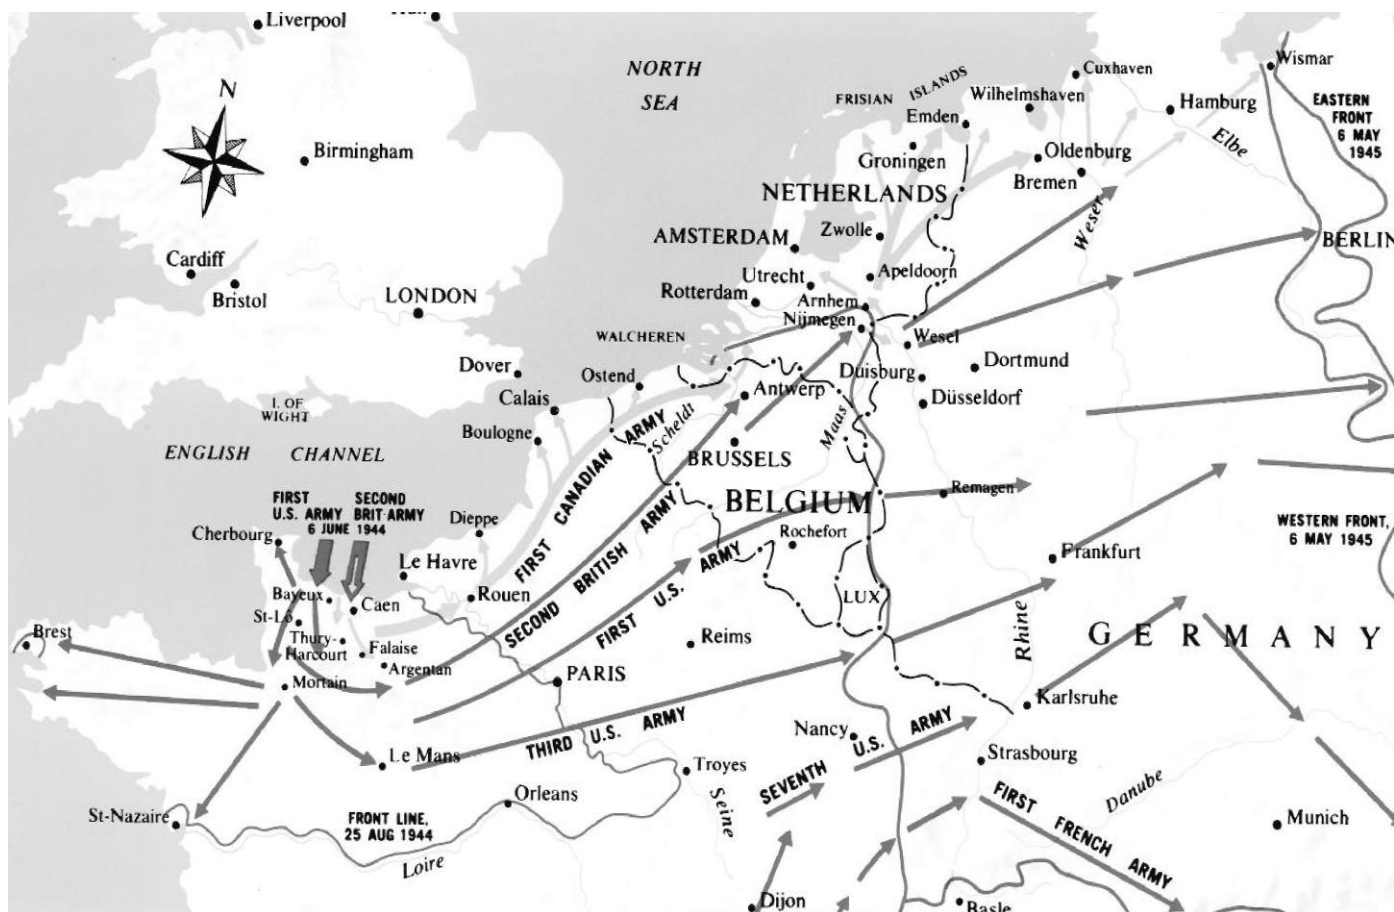 Liverpool
N
Birmingham
Cardiff
Bristol
LONDON
NORTH
SEA
FRISIAN ISLANDS
Cuxhaven
Wilhelmshaven
Emden
Groningen
Oldenburg
Bremen
Hamburg
Wismar
Elbe
EASTERN
FRONT
6 MAY
1945
NETHERLANDS
AMSTERDAM
Zwolle
Weser
BERLIN
Utrecht
Apeldoorn
Rotterdam
Arnhem
Nijmegen
Wesel
WALCHEREN
Dover
Ostend
Calais
Boulogne
Antwerp
Duisburg
Dortmund
Düsseldorf
Scheldt
Maas
I. OF
WIGHT
ENGLISH CHANNEL
BRUSSELS
BELGIUM
Remagen
Rochefort
FIRST
U.S. ARMY
SECOND
BRIT. ARMY
6 JUNE 1944
Cherbourg
Dieppe
Le Havre
Rouen
Bayeux
Caen
St-Lô
Thury-
Harcourt
Falaise
Argentan
Brest
Mortain
FIRST CANADIAN ARMY
SECOND BRITISH ARMY
FIRST U.S. ARMY
WESTERN FRONT,
6 MAY 1945
Frankfurt
LUX
Reims
PARIS
Rhine
GERMANY
Karlsruhe
THIRD U.S. ARMY
Le Mans
Nancy
SEVENTH U.S. ARMY
Strasbourg
Troyes
Seine
Orleans
St-Nazaire
FRONT LINE,
25 AUG 1944
Loire
Danube
Munich
FIRST FRENCH ARMY
Dijon
Basle